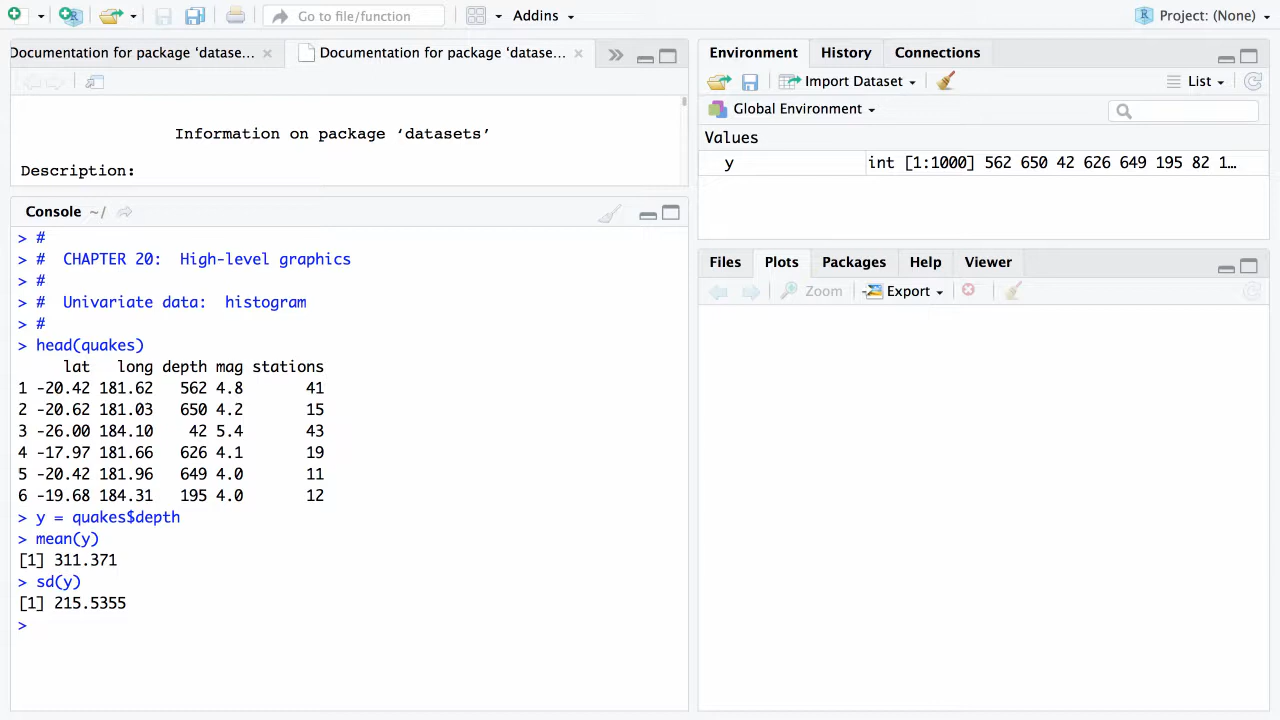 Go to file/function
Addins
Project: (None)
Documentation for package ‘datase...
Documentation for package ‘datase...
Information on package ‘datasets’
Description:
Console ~/
> #
> #  CHAPTER 20:  High-level graphics
> #
> #  Univariate data:  histogram
> #
> head(quakes)
     lat   long depth mag stations
1 -20.42 181.62   562 4.8       41
2 -20.62 181.03   650 4.2       15
3 -26.00 184.10    42 5.4       43
4 -17.97 181.66   626 4.1       19
5 -20.42 181.96   649 4.0       11
6 -19.68 184.31   195 4.0       12
> y = quakes$depth
> mean(y)
[1] 311.371
> sd(y)
[1] 215.5355
>
Environment History Connections
Import Dataset List
Global Environment
Values
y int [1:1000] 562 650 42 626 649 195 82 1…
Files Plots Packages Help Viewer
Zoom Export